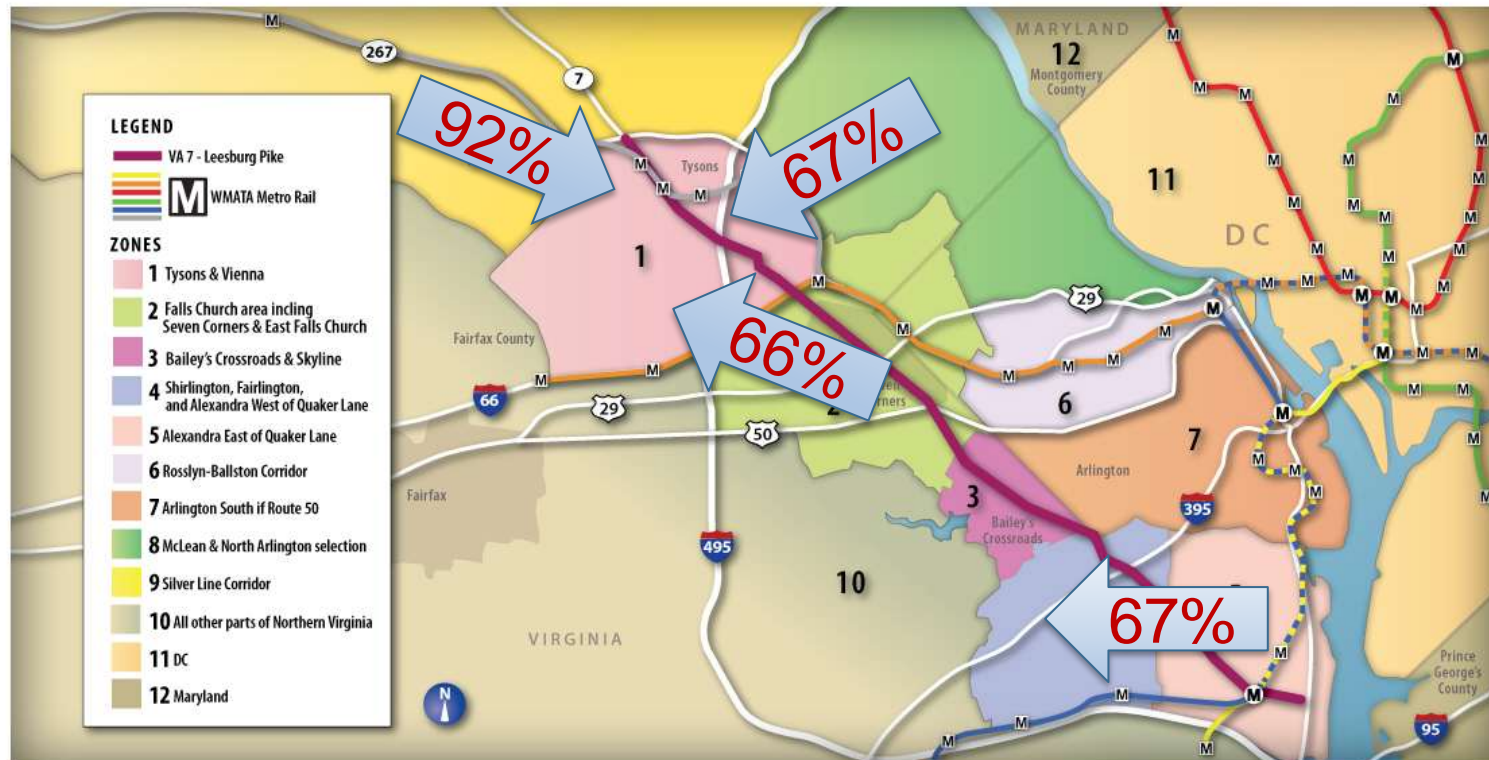 LEGEND
VA 7 - Leesburg Pike
M WMATA Metro Rail
ZONES
1 Tysons & Vienna
2 Falls Church area incling
Seven Corners & East Falls Church
3 Bailey's Crossroads & Skyline
4 Shirlington, Fairlington,
and Alexandra West of Quaker Lane
5 Alexandra East of Quaker Lane
6 Rosslyn-Ballston Corridor
7 Arlington South if Route 50
8 McLean & North Arlington selection
9 Silver Line Corridor
10 All other parts of Northern Virginia
11 DC
12 Maryland
N
267
7
92%
67%
Tysons
1
66%
MARYLAND
12
Montgomery
County
11
DC
29
Fairfax County
66
29
50
6
7
Arlington
395
Fairfax
495
3
Bailey's
Crossroads
10
VIRGINIA
67%
Prince
George's
County
95